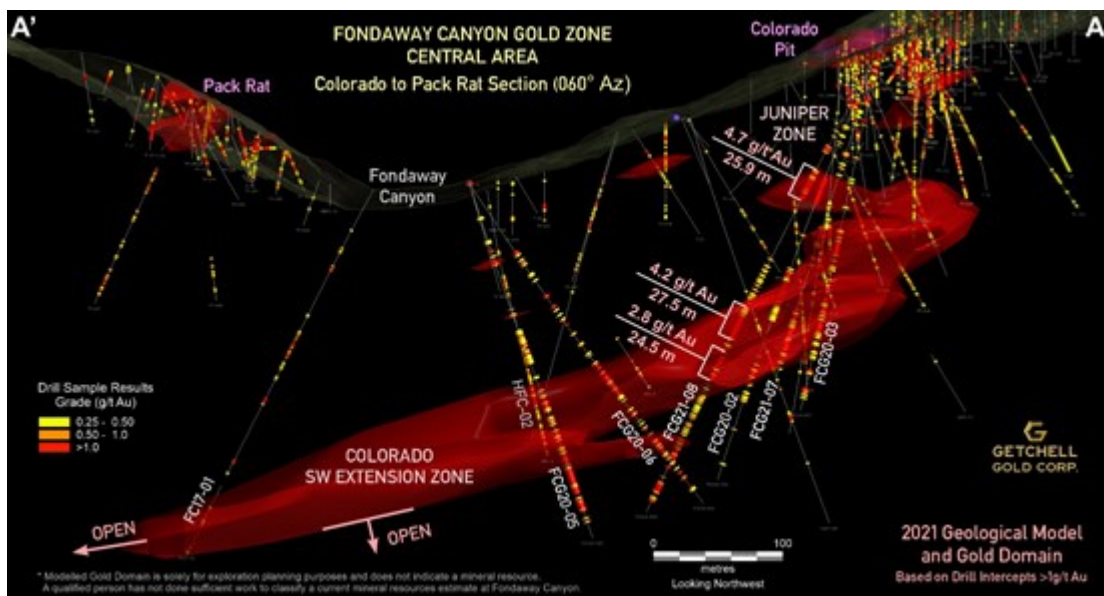 A'
A
FONDAWAY CANYON GOLD ZONE
CENTRAL AREA
Colorado to Pack Rat Section (060° Az)
Colorado
Pit
Pack Rat
JUNIPER
ZONE
4.7 g/t* Au
25.9 m
Fondaway
Canyon
4.2 g/t Au
27.5 m
2.8 g/t Au
24.5 m
Drill Sample Results
Grade (g/t Au)
0.25 - 0.50
0.50 - 1.0
>1.0
HFC-02
FCG20-05
FCG20-06
FCG21-08
FCG20-02
FCG21-07
FCG20-03
FC17-01
COLORADO
SW EXTENSION ZONE
OPEN
OPEN
GETCHELL
GOLD CORP.
0 100
metres
Looking Northwest
2021 Geological Model
and Gold Domain
Based on Drill Intercepts >1g/t Au
* Modelled Gold Domain is solely for exploration planning purposes and does not indicate a mineral resource.
A qualified person has not done sufficient work to classify a current mineral resources estimate at Fondaway Canyon.